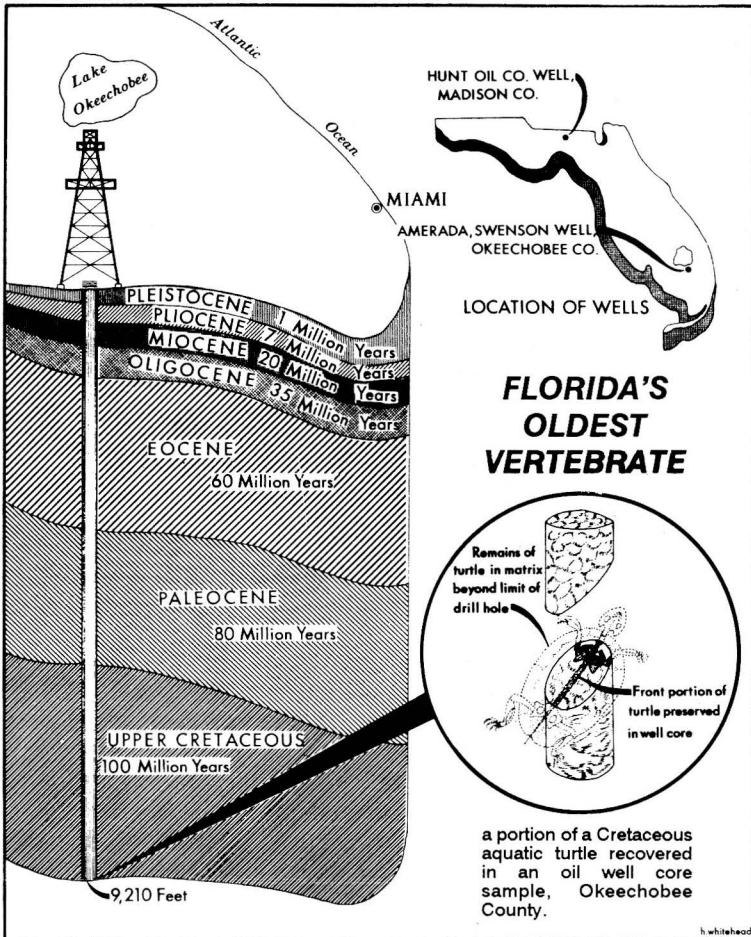 Atlantic
Ocean
Lake
Okeechobee
MIAMI
HUNT OIL CO. WELL,
MADISON CO.
AMERADA, SWENSON WELL,
OKEECHOBEE CO.
LOCATION OF WELLS
PLEISTOCENE 1 Million Years
PLIOCENE 7 Million Years
MIOCENE 20 Million Years
OLIGOCENE 35 Million Years
EOCENE
60 Million Years
PALEOCENE
80 Million Years
UPPER CRETACEOUS
100 Million Years
9,210 Feet
FLORIDA'S
OLDEST
VERTEBRATE
Remains of
turtle in matrix
beyond limit of
drill hole
Front portion of
turtle preserved
in well core
a portion of a Cretaceous
aquatic turtle recovered
in an oil well core
sample, Okeechobee
County.
h.whitehead